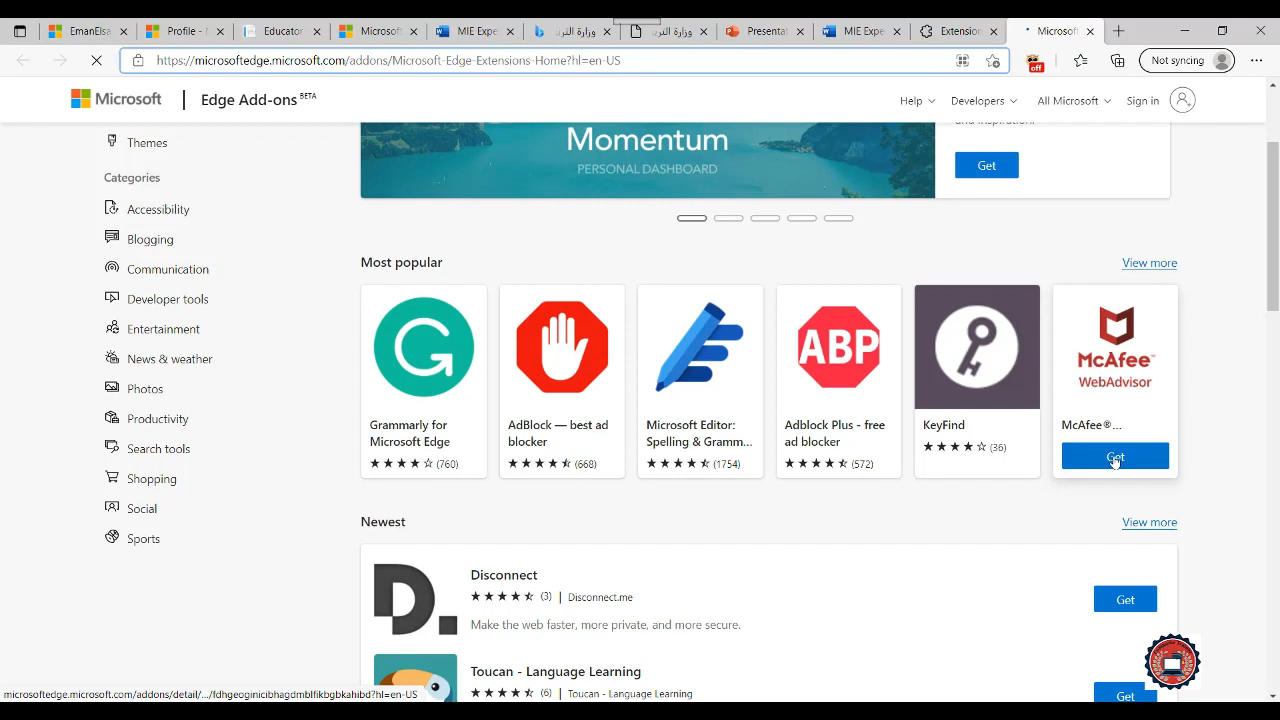 EmanElsa
Profile -
Educator
Microsoft
MIE Expe
وزارة التربـ
وزارة التربـ
Presentat
MIE Expe
Extension
Microsof
https://microsoftedge.microsoft.com/addons/Microsoft-Edge-Extensions-Home?hl=en-US
off
Not syncing
Microsoft
Edge Add-ons BETA
Help
Developers
All Microsoft
Sign in
Themes
Categories
Accessibility
Blogging
Communication
Developer tools
Entertainment
News & weather
Photos
Productivity
Search tools
Shopping
Social
Sports
Momentum
PERSONAL DASHBOARD
Get
Most popular
View more
Grammarly for
Microsoft Edge
(760)
AdBlock — best ad
blocker
(668)
Microsoft Editor:
Spelling & Gramm...
(1754)
ABP
Adblock Plus - free
ad blocker
(572)
KeyFind
(36)
McAfee™
WebAdvisor
McAfee®...
Get
Newest
View more
Disconnect
(3) | Disconnect.me
Make the web faster, more private, and more secure.
Get
Toucan - Language Learning
(6) | Toucan - Language Learning
Get
microsoftedge.microsoft.com/addons/detail/.../fdhgeoginicibhagdmblfikbgbkahibd?hl=en-US